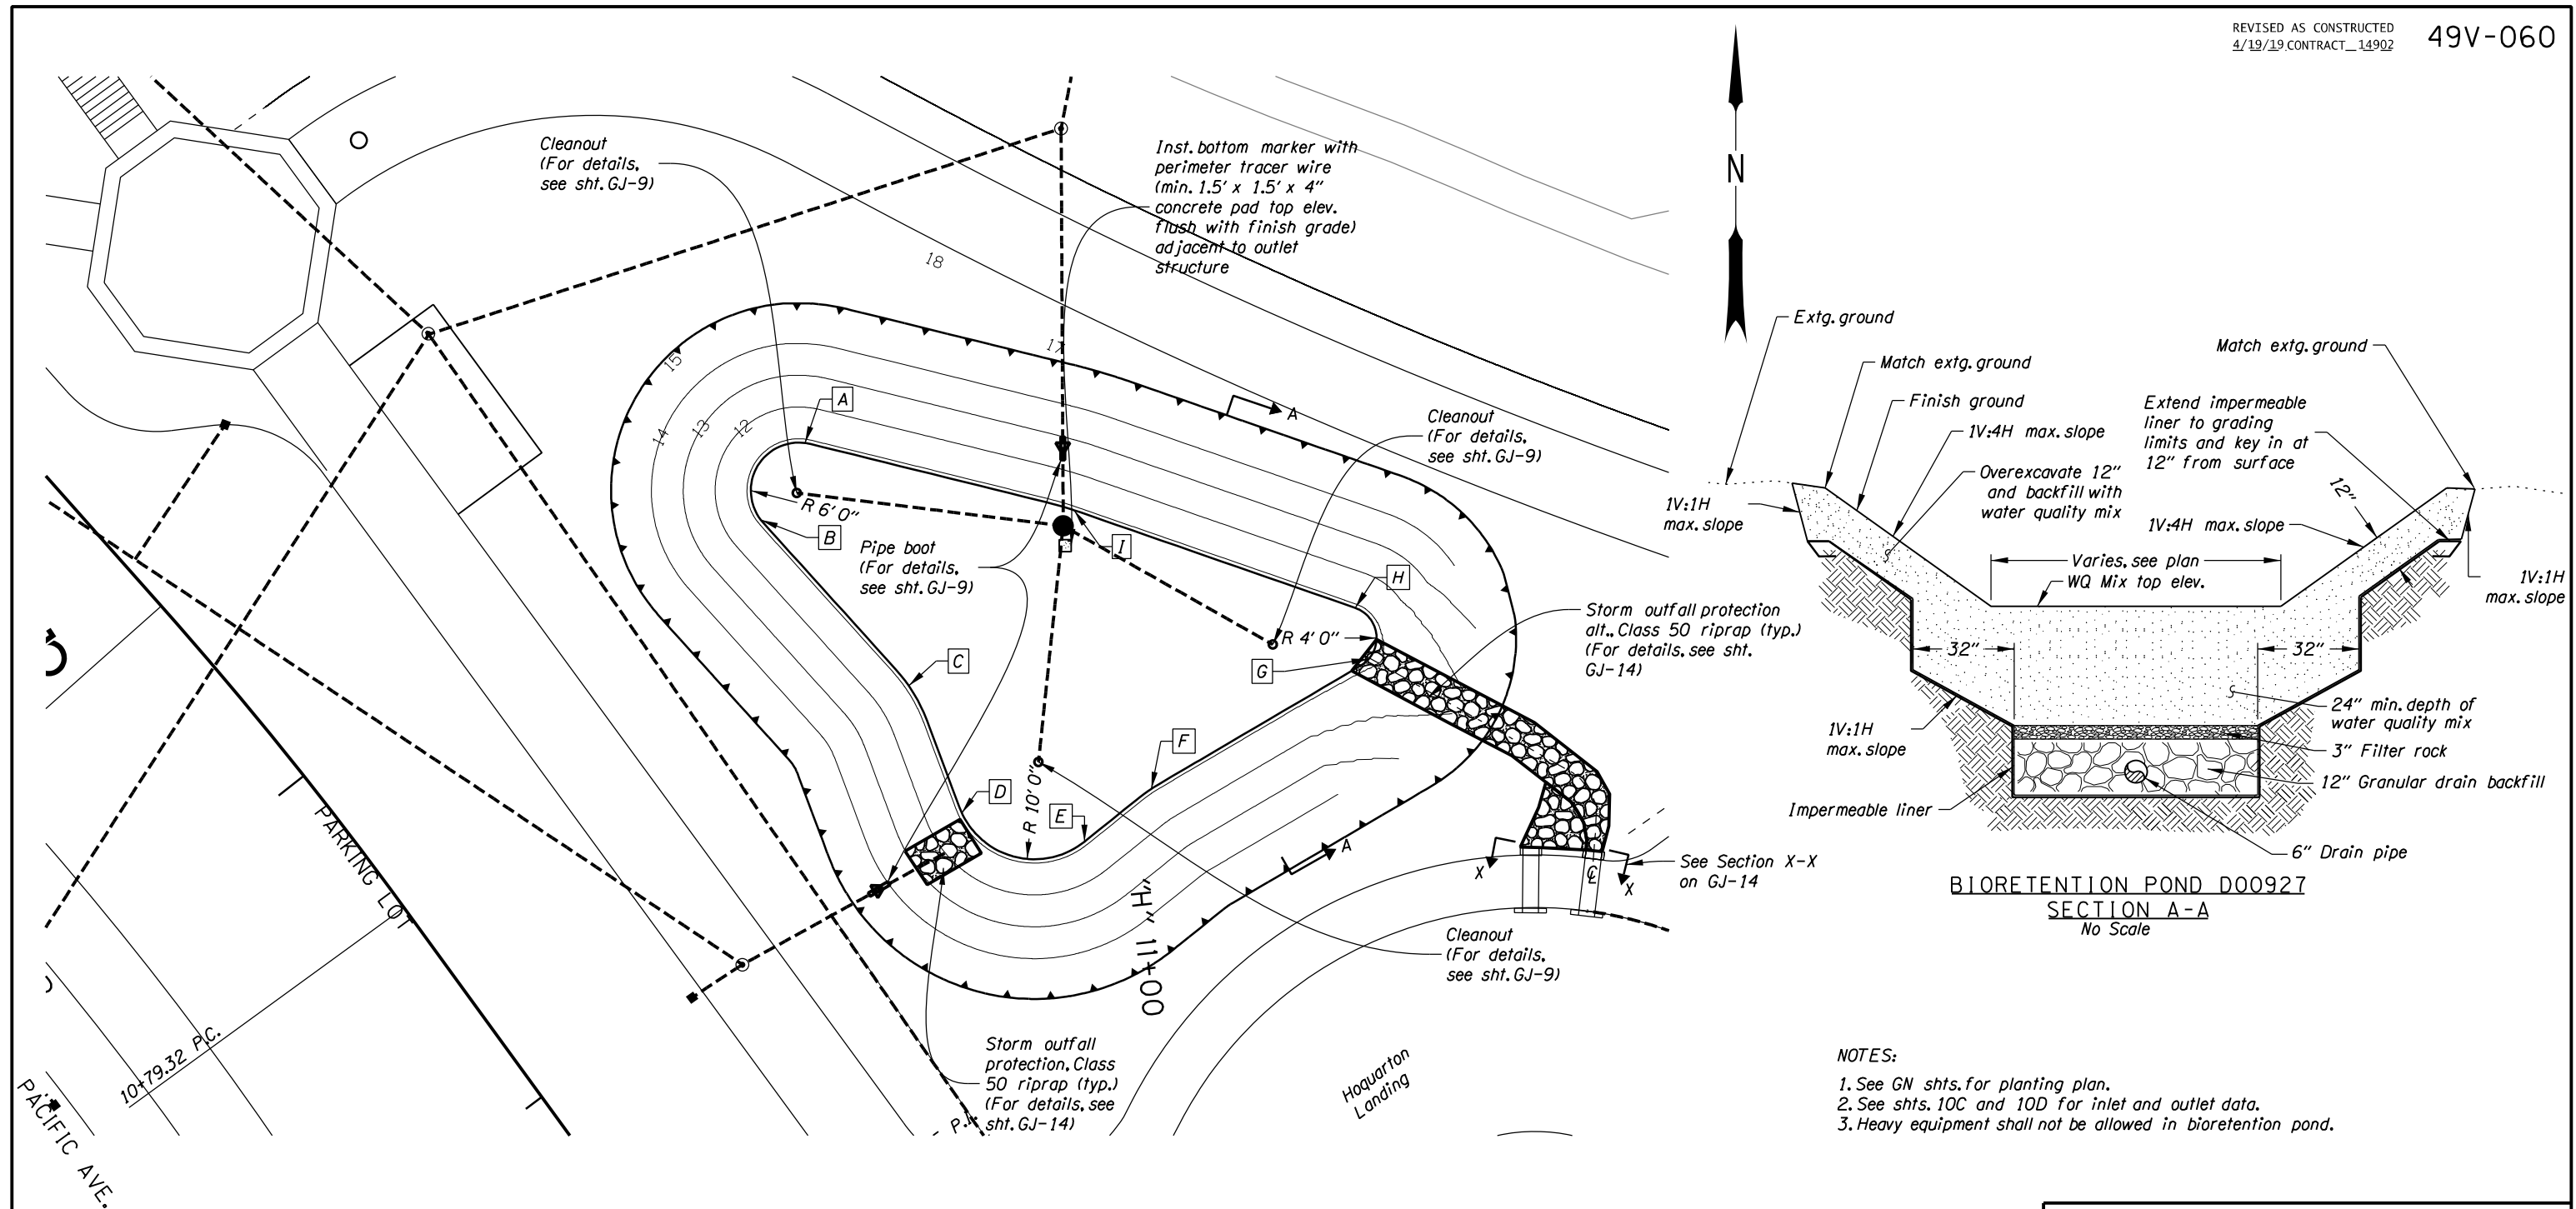 REVISED AS CONSTRUCTED
4/19/19 CONTRACT 14902
49V-060
Cleanout
(For details,
see sht. GJ-9)
Inst. bottom marker with
perimeter tracer wire
(min. 1.5' x 1.5' x 4"
concrete pad top elev.
flush with finish grade)
adjacent to outlet
structure
N
18
17
15
14
13
12
A
A
Cleanout
(For details,
see sht. GJ-9)
R 6' 0"
B
Pipe boot
(For details,
see sht. GJ-9)
I
H
R 4' 0"
G
Storm outfall protection
alt., Class 50 riprap (typ.)
(For details, see sht.
GJ-14)
C
F
D
E
R 10' 0"
A
X
X
See Section X-X
on GJ-14
℄
"H" 11+00
Cleanout
(For details,
see sht. GJ-9)
Storm outfall
protection, Class
50 riprap (typ.)
(For details, see
sht. GJ-14)
PARKING LOT
10+79.32 P.C.
PACIFIC AVE.
Hoquarton
Landing
Extg. ground
Match extg. ground
Finish ground
1V:4H max. slope
Overexcavate 12"
and backfill with
water quality mix
1V:1H
max. slope
Match extg. ground
Extend impermeable
liner to grading
limits and key in at
12" from surface
12"
1V:4H max. slope
Varies, see plan
WQ Mix top elev.
1V:1H
max. slope
32"
32"
24" min. depth of
water quality mix
3" Filter rock
12" Granular drain backfill
1V:1H
max. slope
Impermeable liner
6" Drain pipe
BIORETENTION POND D00927
SECTION A-A
No Scale
NOTES:
1. See GN shts. for planting plan.
2. See shts. 10C and 10D for inlet and outlet data.
3. Heavy equipment shall not be allowed in bioretention pond.